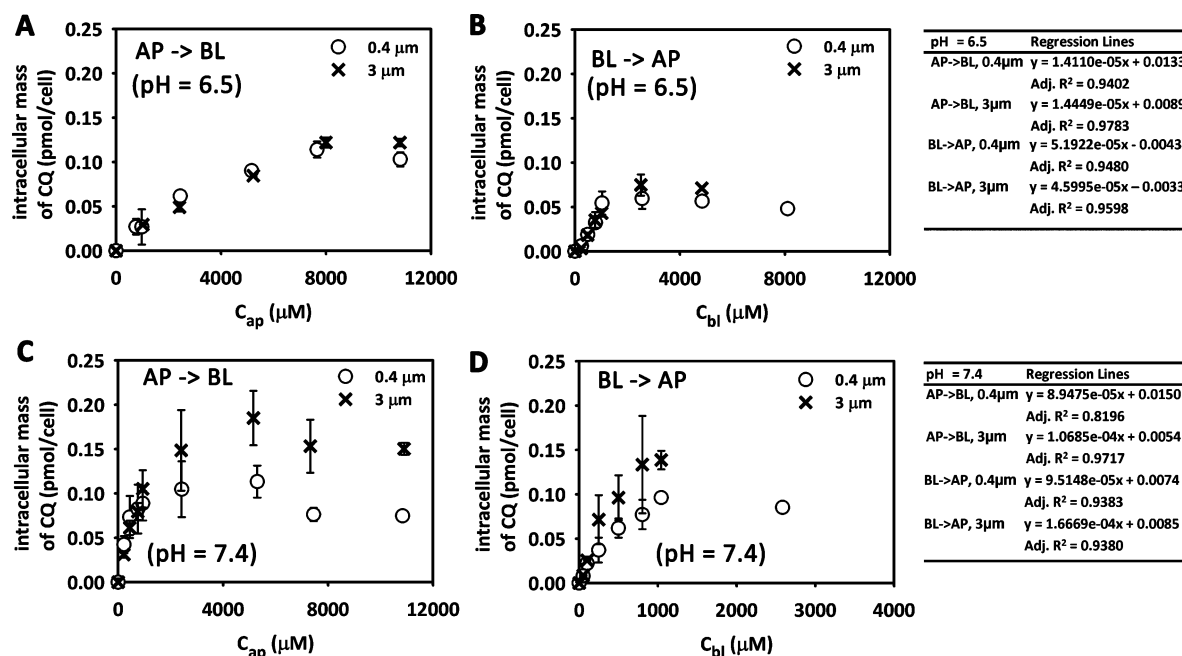 A
AP -> BL
(pH = 6.5)
0.4 μm
3 μm
intracellular mass
of CQ (pmol/cell)
0.25
0.20
0.15
0.10
0.05
0.00
0 4000 8000 12000
C_ap (μM)
B
BL -> AP
(pH = 6.5)
0.4 μm
3 μm
intracellular mass
of CQ (pmol/cell)
0.25
0.20
0.15
0.10
0.05
0.00
0 4000 8000 12000
C_bl (μM)
pH = 6.5 Regression Lines
AP->BL, 0.4μm y = 1.4110e-05x + 0.0133
Adj. R² = 0.9402
AP->BL, 3μm y = 1.4449e-05x + 0.0089
Adj. R² = 0.9783
BL->AP, 0.4μm y = 5.1922e-05x - 0.0043
Adj. R² = 0.9480
BL->AP, 3μm y = 4.5995e-05x − 0.0033
Adj. R² = 0.9598
C
AP -> BL
0.4 μm
3 μm
(pH = 7.4)
intracellular mass
of CQ (pmol/cell)
0.25
0.20
0.15
0.10
0.05
0.00
0 4000 8000 12000
C_ap (μM)
D
BL -> AP
0.4 μm
3 μm
(pH = 7.4)
intracellular mass
of CQ (pmol/cell)
0.25
0.20
0.15
0.10
0.05
0.00
0 1000 2000 3000 4000
C_bl (μM)
pH = 7.4 Regression Lines
AP->BL, 0.4μm y = 8.9475e-05x + 0.0150
Adj. R² = 0.8196
AP->BL, 3μm y = 1.0685e-04x + 0.0054
Adj. R² = 0.9717
BL->AP, 0.4μm y = 9.5148e-05x + 0.0074
Adj. R² = 0.9383
BL->AP, 3μm y = 1.6669e-04x + 0.0085
Adj. R² = 0.9380